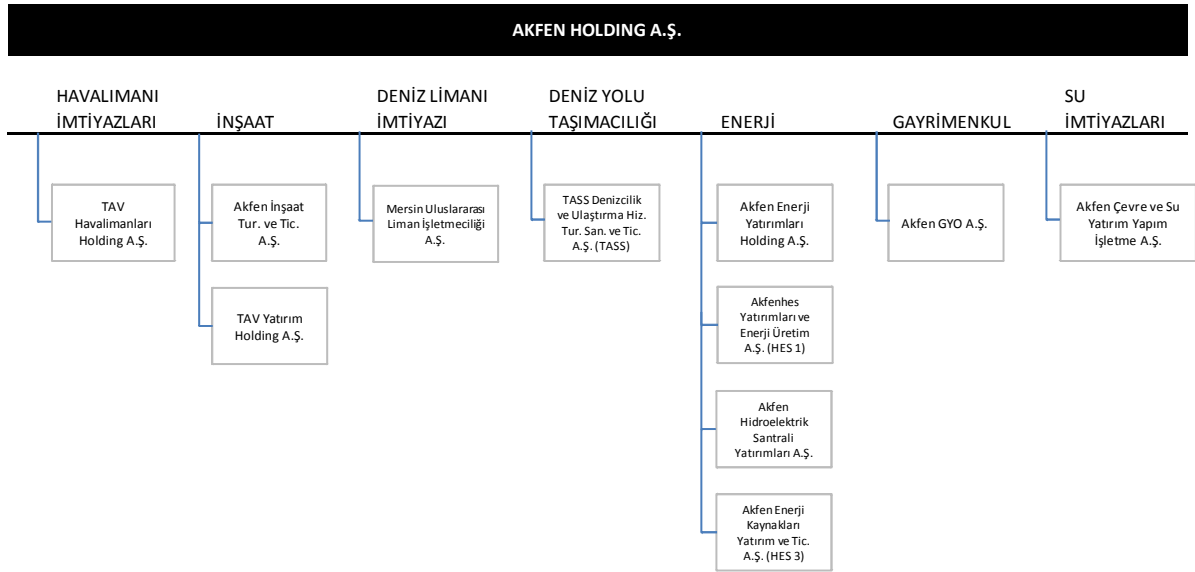 AKFEN HOLDING A.Ş.
HAVALIMANI
İMTİYAZLARI
İNŞAAT
DENİZ LİMANI
İMTİYAZI
DENİZ YOLU
TAŞIMACILIĞI
ENERJİ
GAYRİMENKUL
SU
İMTİYAZLARI
TAV
Havalimanları
Holding A.Ş.
Akfen İnşaat
Tur. ve Tic.
A.Ş.
TAV Yatırım
Holding A.Ş.
Mersin Uluslararası
Liman İşletmeciliği
A.Ş.
TASS Denizcilik
ve Ulaştırma Hiz.
Tur. San. ve Tic.
A.Ş. (TASS)
Akfen Enerji
Yatırımları
Holding A.Ş.
Akfenhes
Yatırımları ve
Enerji Üretim
A.Ş. (HES 1)
Akfen
Hidroelektrik
Santrali
Yatırımları A.Ş.
Akfen Enerji
Kaynakları
Yatırım ve Tic.
A.Ş. (HES 3)
Akfen GYO A.Ş.
Akfen Çevre ve Su
Yatırım Yapım
İşletme A.Ş.